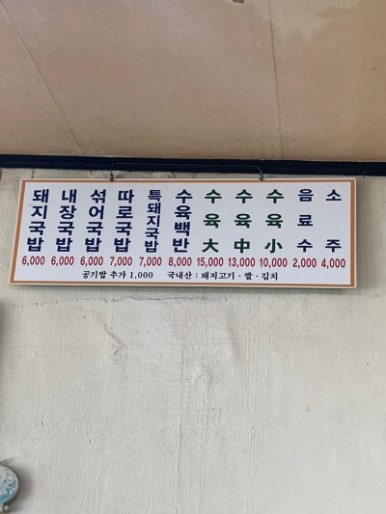 돼지국밥 6,000
내장국밥 6,000
섞어국밥 6,000
따로국밥 7,000
특돼지국밥 7,000
수육백반 8,000
수육 大 15,000
수육 中 13,000
수육 小 10,000
음료수 2,000
소주 4,000
공기밥 추가 1,000 국내산 : 돼지고기 · 쌀 · 김치